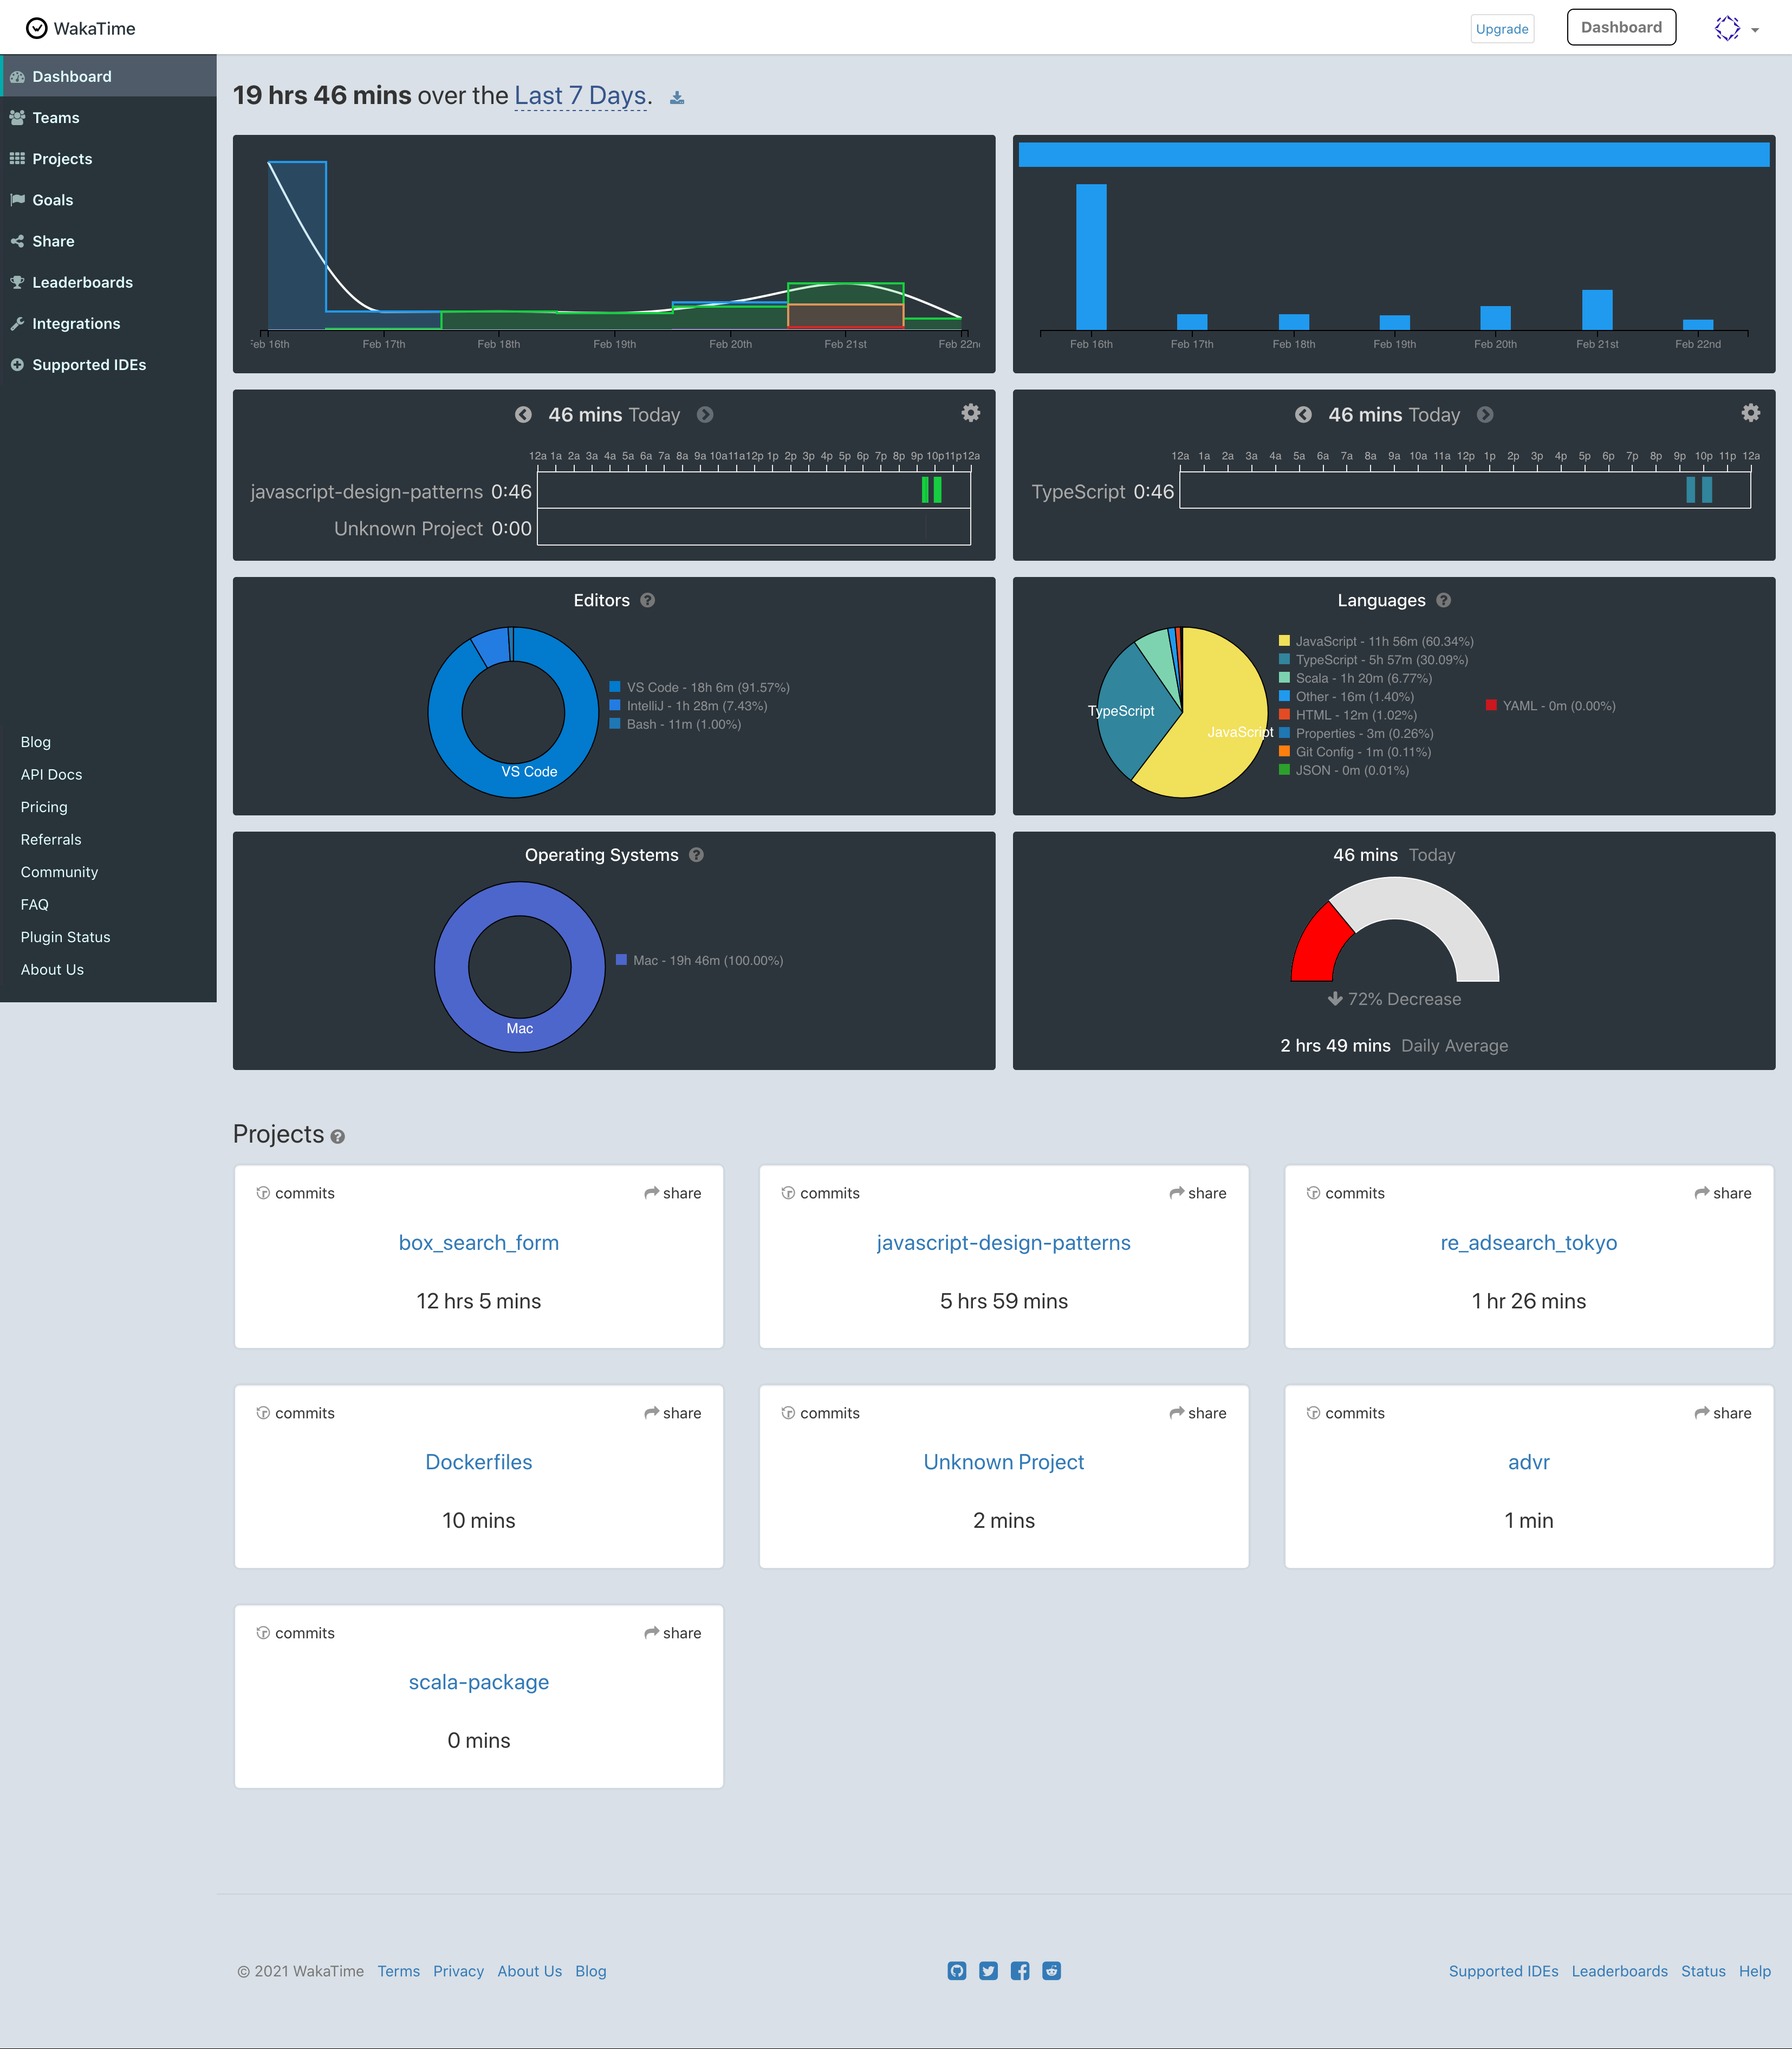 WakaTime
Upgrade
Dashboard
Dashboard
Teams
Projects
Goals
Share
Leaderboards
Integrations
Supported IDEs
Blog
API Docs
Pricing
Referrals
Community
FAQ
Plugin Status
About Us
19 hrs 46 mins over the Last 7 Days.
Feb 16th Feb 17th Feb 18th Feb 19th Feb 20th Feb 21st Feb 22n
Feb 16th Feb 17th Feb 18th Feb 19th Feb 20th Feb 21st Feb 22nd
46 mins Today
12a 1a 2a 3a 4a 5a 6a 7a 8a 9a 10a 11a 12p 1p 2p 3p 4p 5p 6p 7p 8p 9p 10p 11p 12a
javascript-design-patterns 0:46
Unknown Project 0:00
46 mins Today
12a 1a 2a 3a 4a 5a 6a 7a 8a 9a 10a 11a 12p 1p 2p 3p 4p 5p 6p 7p 8p 9p 10p 11p 12a
TypeScript 0:46
Editors
VS Code
VS Code - 18h 6m (91.57%)
IntelliJ - 1h 28m (7.43%)
Bash - 11m (1.00%)
Languages
TypeScript
JavaScript
JavaScript - 11h 56m (60.34%)
TypeScript - 5h 57m (30.09%)
Scala - 1h 20m (6.77%)
Other - 16m (1.40%)
HTML - 12m (1.02%)
Properties - 3m (0.26%)
Git Config - 1m (0.11%)
JSON - 0m (0.01%)
YAML - 0m (0.00%)
Operating Systems
Mac
Mac - 19h 46m (100.00%)
46 mins Today
72% Decrease
2 hrs 49 mins Daily Average
Projects
commits share
box_search_form
12 hrs 5 mins
commits share
javascript-design-patterns
5 hrs 59 mins
commits share
re_adsearch_tokyo
1 hr 26 mins
commits share
Dockerfiles
10 mins
commits share
Unknown Project
2 mins
commits share
advr
1 min
commits share
scala-package
0 mins
© 2021 WakaTime Terms Privacy About Us Blog
Supported IDEs Leaderboards Status Help